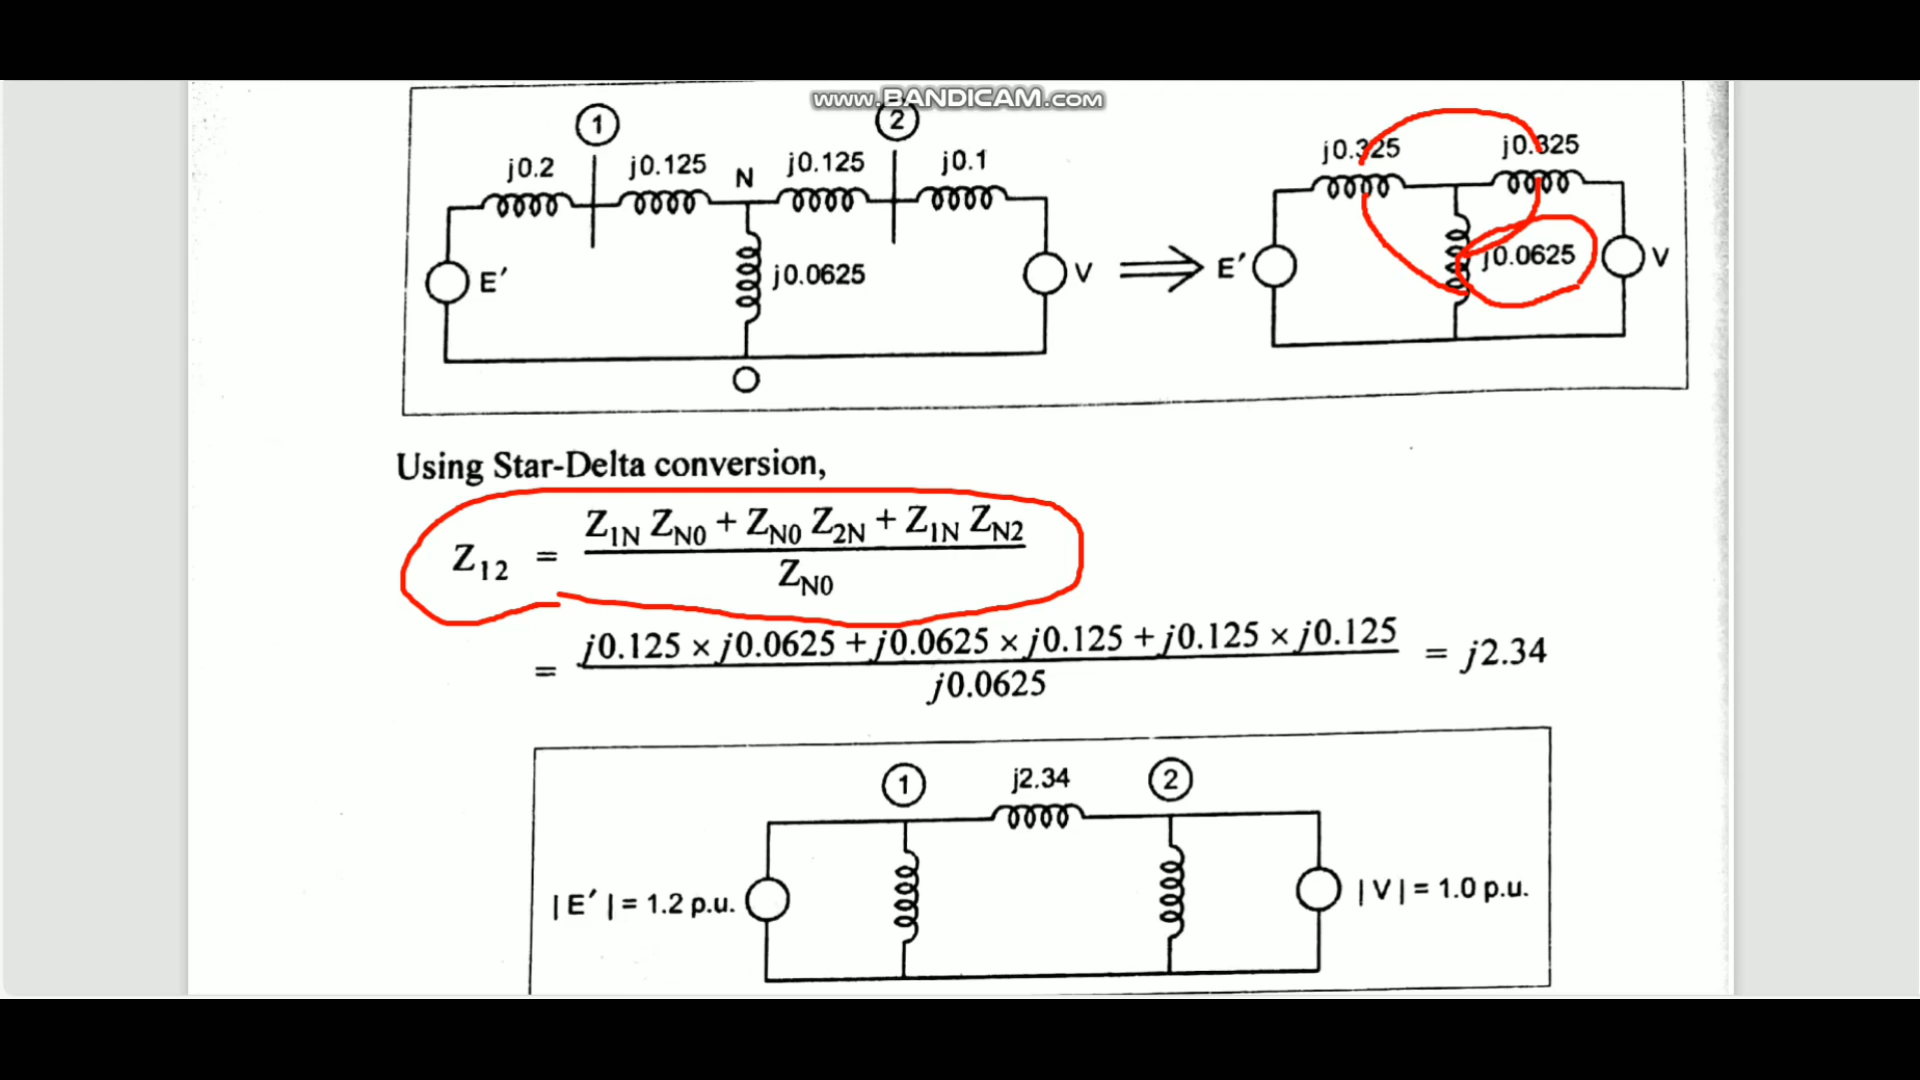 www.BANDICAM.com
1
2
j0.2
j0.125
N
j0.125
j0.1
j0.325
j0.325
E′
j0.0625
V
E′
j0.0625
V
O
Using Star-Delta conversion,
Z12 = Z1N ZN0 + ZN0 Z2N + Z1N ZN2
ZN0
= j0.125 × j0.0625 + j0.0625 × j0.125 + j0.125 × j0.125 = j2.34
j0.0625
1
j2.34
2
| E′ | = 1.2 p.u.
| V | = 1.0 p.u.